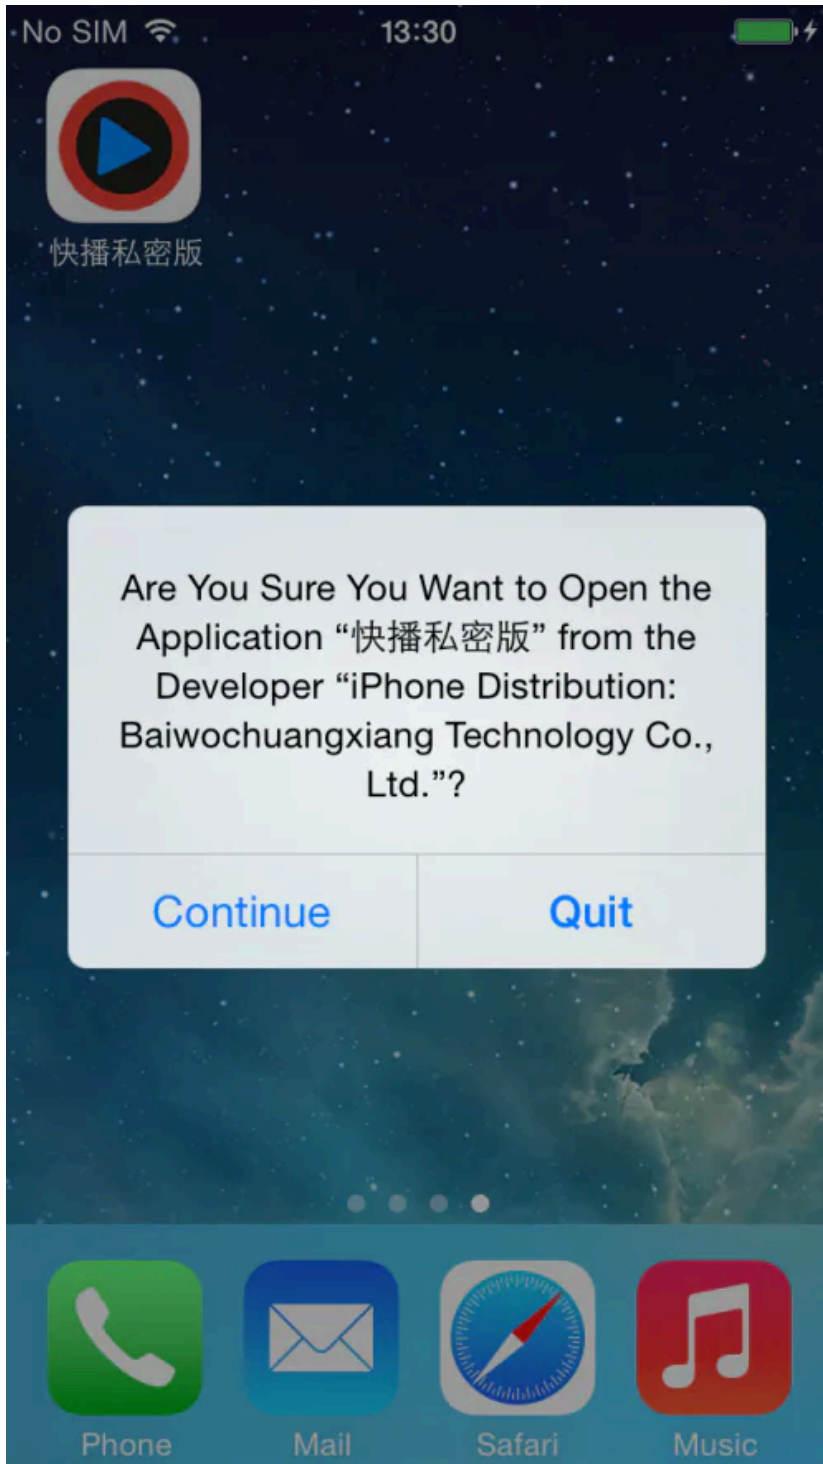 No SIM
13:30
快播私密版
Are You Sure You Want to Open the
Application “快播私密版” from the
Developer “iPhone Distribution:
Baiwochuangxiang Technology Co.,
Ltd.”?
Continue
Quit
Phone
Mail
Safari
Music